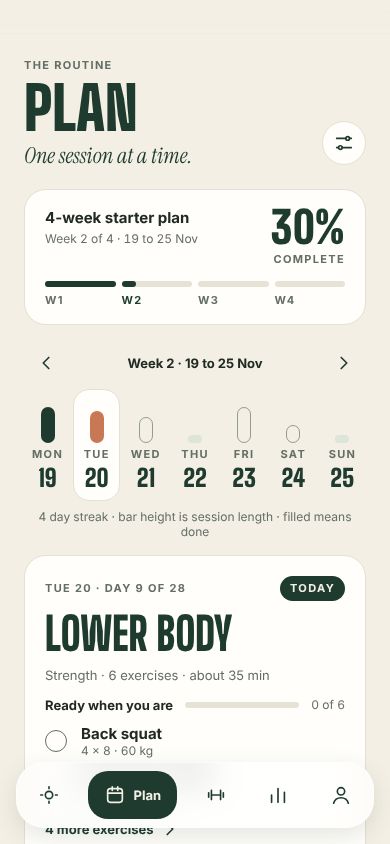 THE ROUTINE
PLAN
One session at a time.
4-week starter plan
Week 2 of 4 · 19 to 25 Nov
30%
COMPLETE
W1 W2 W3 W4
Week 2 · 19 to 25 Nov
MON TUE WED THU FRI SAT SUN
19 20 21 22 23 24 25
4 day streak · bar height is session length · filled means
done
TUE 20 · DAY 9 OF 28
TODAY
LOWER BODY
Strength · 6 exercises · about 35 min
Ready when you are 0 of 6
Back squat
4 × 8 · 60 kg
Plan
4 more exercises